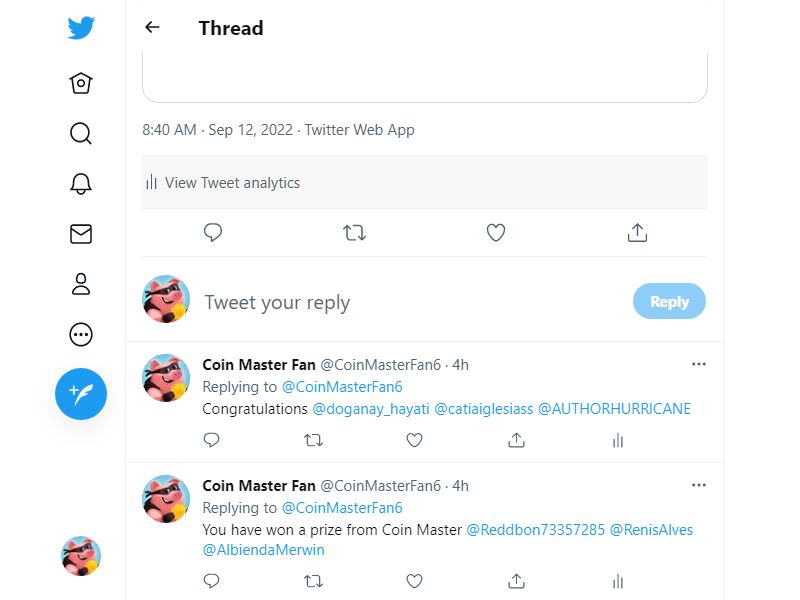 Thread
8:40 AM · Sep 12, 2022 · Twitter Web App
View Tweet analytics
Tweet your reply
Reply
Coin Master Fan @CoinMasterFan6 · 4h
Replying to @CoinMasterFan6
Congratulations @doganay_hayati @catiaiglesiass @AUTHORHURRICANE
Coin Master Fan @CoinMasterFan6 · 4h
Replying to @CoinMasterFan6
You have won a prize from Coin Master @Reddbon73357285 @RenisAlves
@AlbiendaMerwin